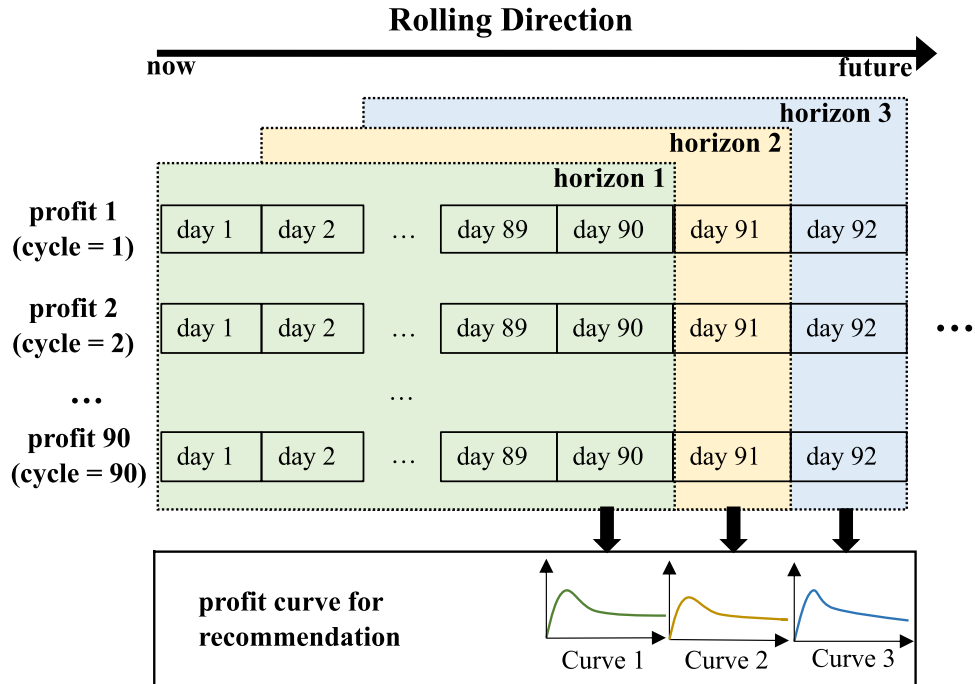 Rolling Direction
now
future
horizon 3
horizon 2
horizon 1
profit 1
(cycle = 1)
day 1 day 2 … day 89 day 90 day 91 day 92
profit 2
(cycle = 2)
day 1 day 2 … day 89 day 90 day 91 day 92
…
… …
profit 90
(cycle = 90)
day 1 day 2 … day 89 day 90 day 91 day 92
profit curve for
recommendation
Curve 1 Curve 2 Curve 3